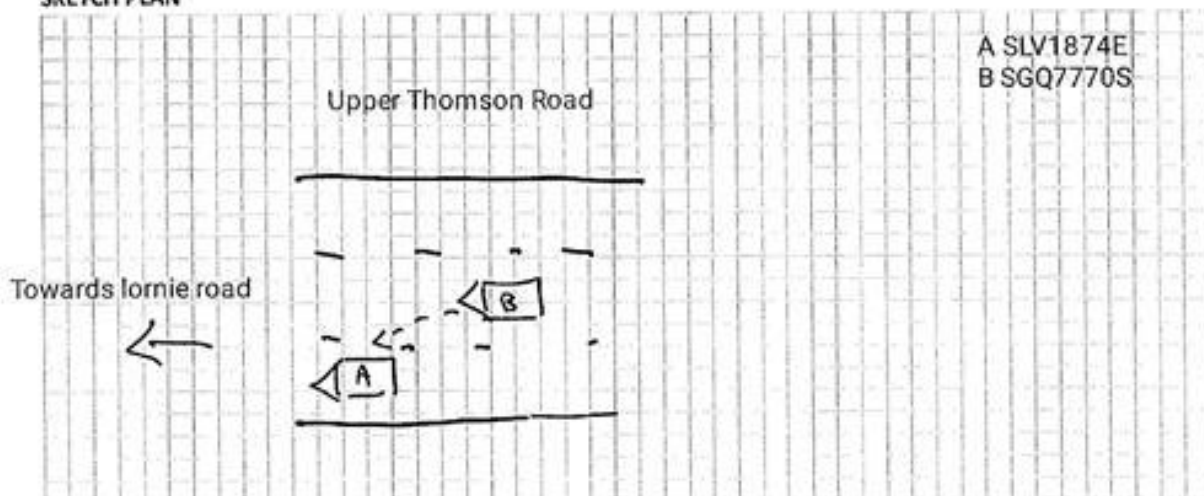 SKETCH PLAN
A SLV1874E
B SGQ7770S
Upper Thomson Road
Towards lornie road
B
A